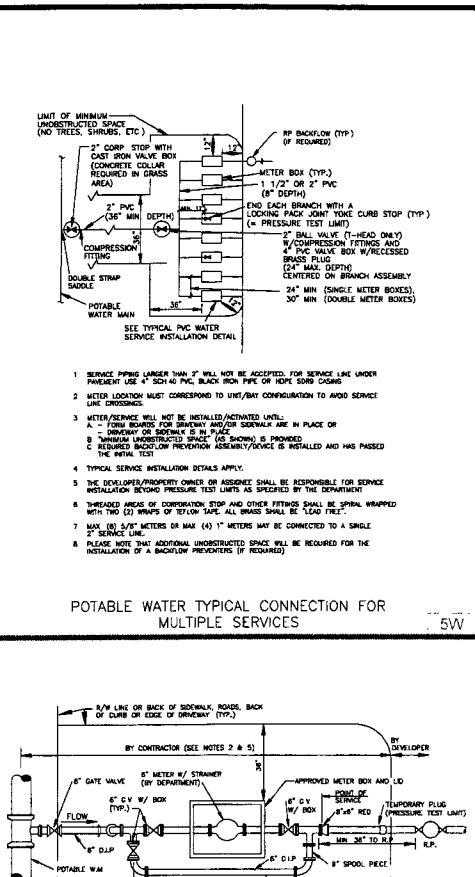 LIMIT OF MINIMUM
UNOBSTRUCTED SPACE
(NO TREES, SHRUBS, ETC)
12"
12"
RP BACKFLOW (TYP)
(IF REQUIRED)
2" CORP STOP WITH
CAST IRON VALVE BOX
(CONCRETE COLLAR
REQUIRED IN GRASS
AREA)
METER BOX (TYP.)
1 1/2" OR 2" PVC
(8" DEPTH)
END EACH BRANCH WITH A
LOCKING PACK JOINT YOKE CURB STOP (TYP)
(= PRESSURE TEST LIMIT)
2" PVC
(36" MIN DEPTH)
36"
COMPRESSION
FITTING
2" BALL VALVE (T-HEAD ONLY)
W/COMPRESSION FITTINGS AND
4" PVC VALVE BOX W/RECESSED
BRASS PLUG
(24" MAX. DEPTH)
CENTERED ON BRANCH ASSEMBLY
DOUBLE STRAP
SADDLE
36"
12"
24" MIN (SINGLE METER BOXES),
30" MIN (DOUBLE METER BOXES)
POTABLE
WATER MAIN
SEE TYPICAL PVC WATER
SERVICE INSTALLATION DETAIL
1 SERVICE PIPING LARGER THAN 2" WILL NOT BE ACCEPTED. FOR SERVICE LINE UNDER
PAVEMENT USE 4" SCH 40 PVC, BLACK IRON PIPE OR HDPE SDR9 CASING
2 METER LOCATION MUST CORRESPOND TO UNIT/BAY CONFIGURATION TO AVOID SERVICE
LINE CROSSINGS.
3 METER/SERVICE WILL NOT BE INSTALLED/ACTIVATED UNTIL:
A. - FORM BOARDS FOR DRIVEWAY AND/OR SIDEWALK ARE IN PLACE OR
- DRIVEWAY OR SIDEWALK IS IN PLACE
B "MINIMUM UNOBSTRUCTED SPACE" (AS SHOWN) IS PROVIDED
C REQUIRED BACKFLOW PREVENTION ASSEMBLY/DEVICE IS INSTALLED AND HAS PASSED
THE INITIAL TEST
4 TYPICAL SERVICE INSTALLATION DETAILS APPLY.
5 THE DEVELOPER/PROPERTY OWNER OR ASSIGNEE SHALL BE RESPONSIBLE FOR SERVICE
INSTALLATION BEYOND PRESSURE TEST LIMITS AS SPECIFIED BY THE DEPARTMENT
6 THREADED AREAS OF CORPORATION STOP AND OTHER FITTINGS SHALL BE SPIRAL WRAPPED
WITH TWO (2) WRAPS OF TEFLON TAPE. ALL BRASS SHALL BE "LEAD FREE".
7 MAX (8) 5/8" METERS OR MAX (4) 1" METERS MAY BE CONNECTED TO A SINGLE
2" SERVICE LINE.
8 PLEASE NOTE THAT ADDITIONAL UNOBSTRUCTED SPACE WILL BE REQUIRED FOR THE
INSTALLATION OF A BACKFLOW PREVENTERS (IF REQUIRED)
POTABLE WATER TYPICAL CONNECTION FOR
MULTIPLE SERVICES
5W
R/W LINE OR BACK OF SIDEWALK, ROADS, BACK
OF CURB OR EDGE OF DRIVEWAY (TYP.)
BY CONTRACTOR (SEE NOTES 2 & 5)
BY
DEVELOPER
36"
8" GATE VALVE
6" METER W/ STRAINER
(BY DEPARTMENT)
APPROVED METER BOX AND LID
6" G V W/ BOX
(TYP.)
6" G V
W/ BOX
POINT OF
SERVICE
8"x6" RED
TEMPORARY PLUG
(PRESSURE TEST LIMIT)
FLOW
MIN 36" TO R.P.
R.P.
8" D.I.P
6" D.I.P
8" SPOOL PIECE
POTABLE W.M